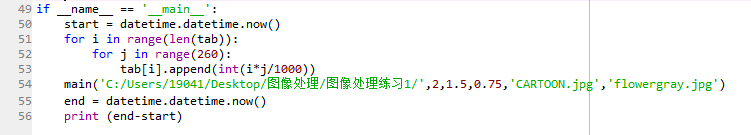 49 if __name__ == '__main__':
50     start = datetime.datetime.now()
51     for i in range(len(tab)):
52         for j in range(260):
53             tab[i].append(int(i*j/1000))
54     main('C:/Users/19041/Desktop/图像处理/图像处理练习1/',2,1.5,0.75,'CARTOON.jpg','flowergray.jpg')
55     end = datetime.datetime.now()
56     print (end-start)